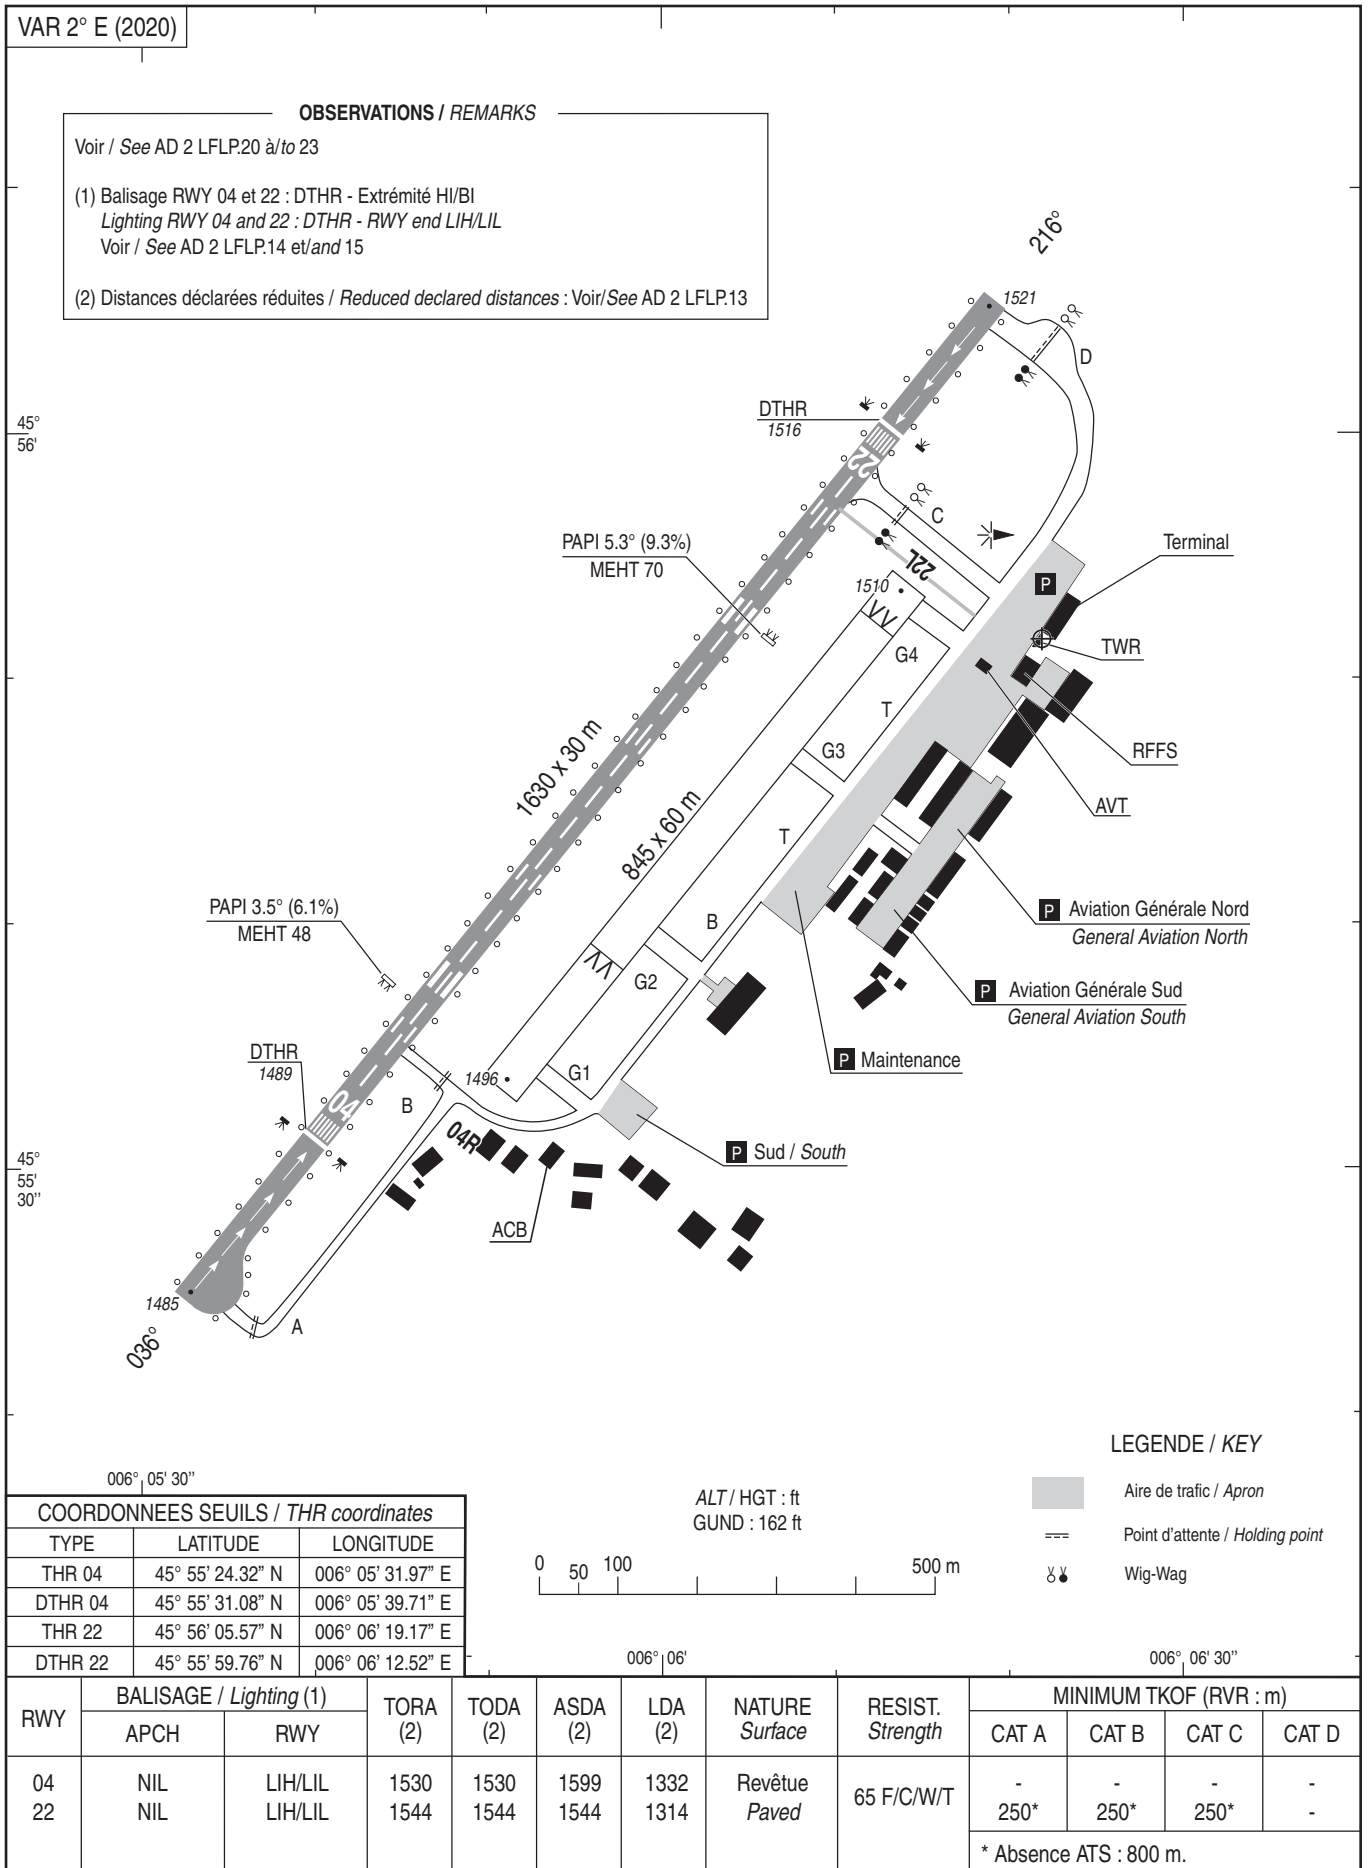 VAR 2° E (2020)
OBSERVATIONS / REMARKS
Voir / See AD 2 LFLP.20 à/to 23
(1) Balisage RWY 04 et 22 : DTHR - Extrémité HI/BI
Lighting RWY 04 and 22 : DTHR - RWY end LIH/LIL
Voir / See AD 2 LFLP.14 et/and 15
(2) Distances déclarées réduites / Reduced declared distances : Voir/See AD 2 LFLP.13
216°
1521
D
DTHR
1516
45°
56'
22
C
PAPI 5.3° (9.3%)
MEHT 70
22L
Terminal
P
1510
TWR
G4
T
RFFS
G3
1630 x 30 m
AVT
845 x 60 m
T
PAPI 3.5° (6.1%)
MEHT 48
P Aviation Générale Nord
General Aviation North
B
G2
P Aviation Générale Sud
General Aviation South
DTHR
1489
P Maintenance
1496
G1
04
B
04R
P Sud / South
45°
55'
30"
ACB
1485
A
036°
LEGENDE / KEY
006° 05' 30"
Aire de trafic / Apron
Point d'attente / Holding point
Wig-Wag
ALT / HGT : ft
GUND : 162 ft
0 50 100 500 m
COORDONNEES SEUILS / THR coordinates
TYPE LATITUDE LONGITUDE
THR 04 45° 55' 24.32" N 006° 05' 31.97" E
DTHR 04 45° 55' 31.08" N 006° 05' 39.71" E
THR 22 45° 56' 05.57" N 006° 06' 19.17" E
DTHR 22 45° 55' 59.76" N 006° 06' 12.52" E
006° 06'
006° 06' 30"
RWY BALISAGE / Lighting (1) TORA (2) TODA (2) ASDA (2) LDA (2) NATURE Surface RESIST. Strength MINIMUM TKOF (RVR : m)
APCH RWY CAT A CAT B CAT C CAT D
04 NIL LIH/LIL 1530 1530 1599 1332 Revêtue 65 F/C/W/T - - - -
22 NIL LIH/LIL 1544 1544 1544 1314 Paved 250* 250* 250* -
* Absence ATS : 800 m.